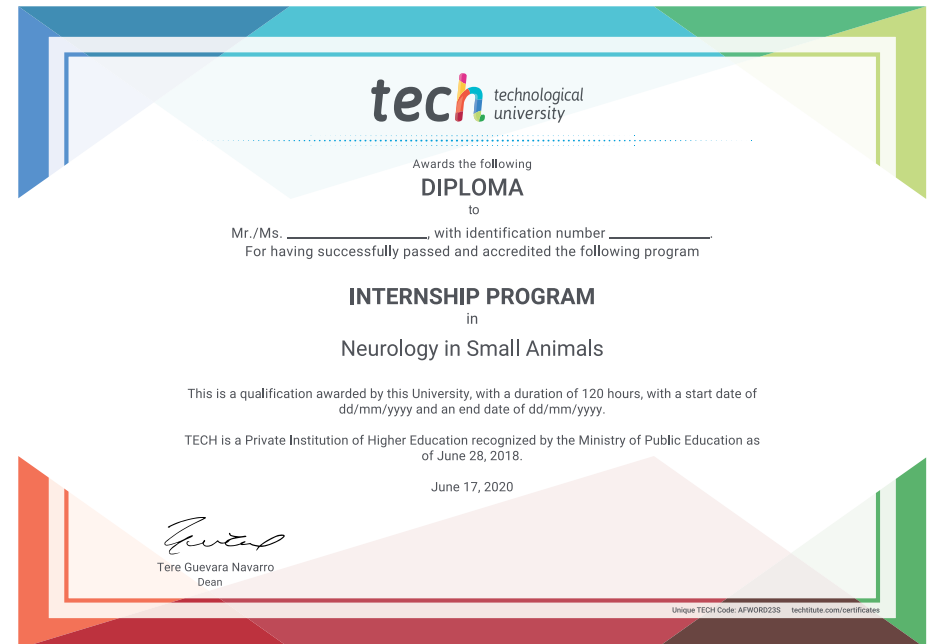 tech technological
university
Awards the following
DIPLOMA
to
Mr./Ms. ____________________, with identification number ______________.
For having successfully passed and accredited the following program
INTERNSHIP PROGRAM
in
Neurology in Small Animals
This is a qualification awarded by this University, with a duration of 120 hours, with a start date of
dd/mm/yyyy and an end date of dd/mm/yyyy.
TECH is a Private Institution of Higher Education recognized by the Ministry of Public Education as
of June 28, 2018.
June 17, 2020
Tere Guevara Navarro
Dean
Unique TECH Code: AFWORD23S techtitute.com/certificates